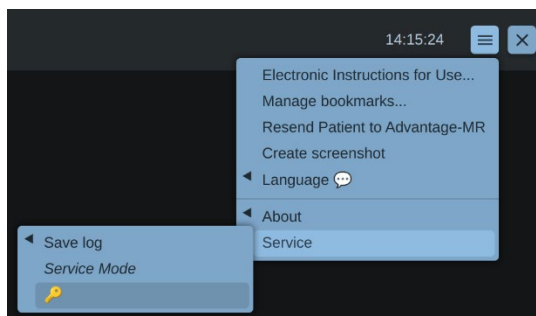 14:15:24
Electronic Instructions for Use...
Manage bookmarks...
Resend Patient to Advantage-MR
Create screenshot
Language
About
Service
Save log
Service Mode